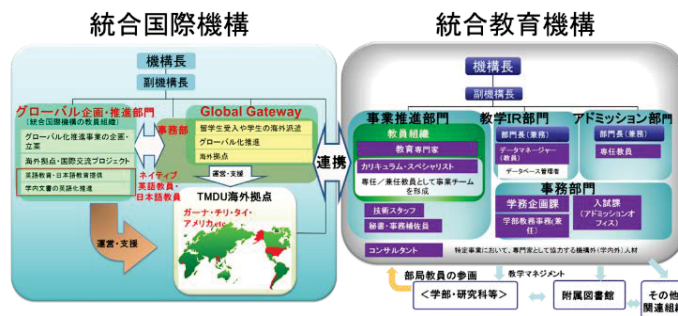 統合国際機構
機構長
副機構長
グローバル企画・推進部門
(統合国際機構の教員組織)
グローバル化推進事業の企画・
立案
海外拠点・国際交流プロジェクト
英語教育・日本語教育提供
学内文書の英語化推進
事務部
ネイティブ
英語教員・
日本語教員
Global Gateway
留学生受入や学生の海外派遣
グローバル化推進
海外拠点
運営・支援
TMDU海外拠点
ガーナ・チリ・タイ・
アメリカ,etc
運営・支援
連携
統合教育機構
機構長
副機構長
事業推進部門
教員組織
教育専門家
カリキュラム・スペシャリスト
専任/兼任教員として事業チーム
を形成
技術スタッフ
秘書・事務補佐員
コンサルタント
特定事業において、専門家として協力する機構外(学内外)人材
教学IR部門
部門長(兼務)
データマネージャー
(教員)
データベース管理者
アドミッション部門
部門長(兼務)
専任教員
事務部門
学務企画課
学部教務事務(兼
任)
入試課
(アドミッションオ
フィス)
部局教員の参画
教学マネジメント
<学部・研究科等>
附属図書館
その他
関連組織